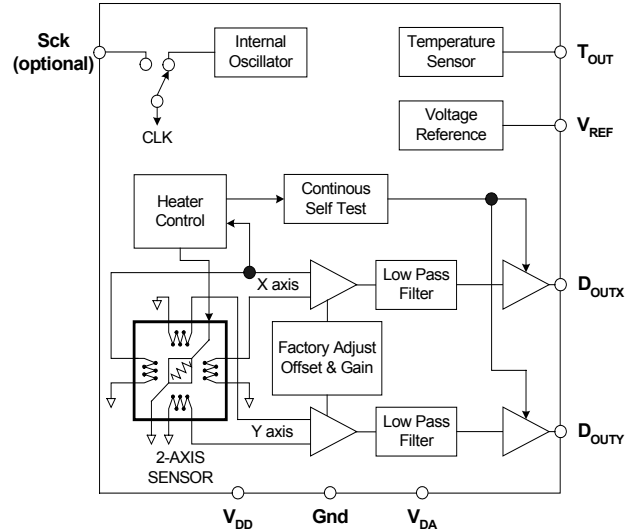 Sck
(optional)
Internal
Oscillator
CLK
Temperature
Sensor
TOUT
Voltage
Reference
VREF
Heater
Control
Continous
Self Test
X axis
Low Pass
Filter
DOUTX
Factory Adjust
Offset & Gain
Y axis
Low Pass
Filter
DOUTY
2-AXIS
SENSOR
VDD
Gnd
VDA